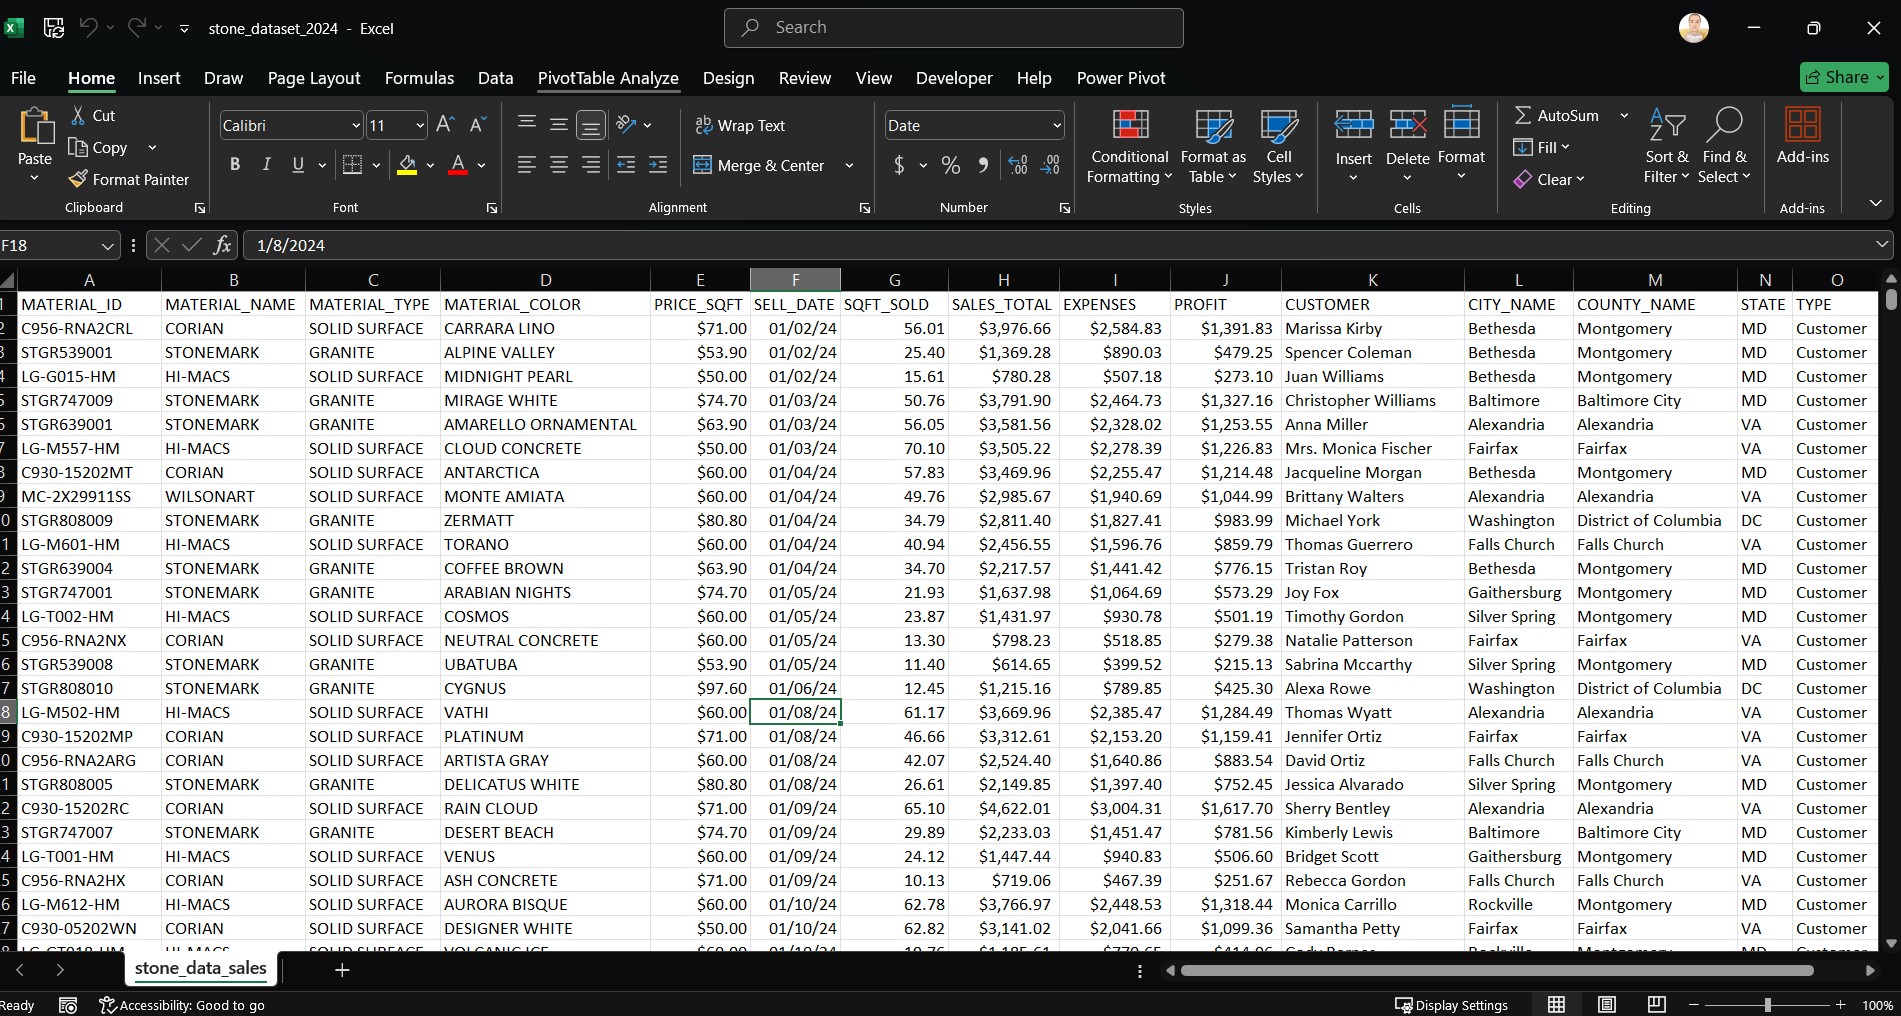 stone_dataset_2024 - Excel
Search
File Home Insert Draw Page Layout Formulas Data PivotTable Analyze Design Review View Developer Help Power Pivot Share
Paste
Cut
Copy
Format Painter
Clipboard
Calibri 11
B I U A
Font
Wrap Text
Merge & Center
Alignment
Date
$ % 9 .00
Number
Conditional Formatting
Format as Table
Cell Styles
Styles
Insert Delete Format
Cells
AutoSum
Fill
Clear
Sort & Filter
Find & Select
Editing
Add-ins
Add-ins
F18 fx 1/8/2024
A B C D E F G H I J K L M N O
1 MATERIAL_ID MATERIAL_NAME MATERIAL_TYPE MATERIAL_COLOR PRICE_SQFT SELL_DATE SQFT_SOLD SALES_TOTAL EXPENSES PROFIT CUSTOMER CITY_NAME COUNTY_NAME STATE TYPE
2 C956-RNA2CRL CORIAN SOLID SURFACE CARRARA LINO $71.00 01/02/24 56.01 $3,976.66 $2,584.83 $1,391.83 Marissa Kirby Bethesda Montgomery MD Customer
3 STGR539001 STONEMARK GRANITE ALPINE VALLEY $53.90 01/02/24 25.40 $1,369.28 $890.03 $479.25 Spencer Coleman Bethesda Montgomery MD Customer
4 LG-G015-HM HI-MACS SOLID SURFACE MIDNIGHT PEARL $50.00 01/02/24 15.61 $780.28 $507.18 $273.10 Juan Williams Bethesda Montgomery MD Customer
5 STGR747009 STONEMARK GRANITE MIRAGE WHITE $74.70 01/03/24 50.76 $3,791.90 $2,464.73 $1,327.16 Christopher Williams Baltimore Baltimore City MD Customer
6 STGR639001 STONEMARK GRANITE AMARELLO ORNAMENTAL $63.90 01/03/24 56.05 $3,581.56 $2,328.02 $1,253.55 Anna Miller Alexandria Alexandria VA Customer
7 LG-M557-HM HI-MACS SOLID SURFACE CLOUD CONCRETE $50.00 01/03/24 70.10 $3,505.22 $2,278.39 $1,226.83 Mrs. Monica Fischer Fairfax Fairfax VA Customer
8 C930-15202MT CORIAN SOLID SURFACE ANTARCTICA $60.00 01/04/24 57.83 $3,469.96 $2,255.47 $1,214.48 Jacqueline Morgan Bethesda Montgomery MD Customer
9 MC-2X29911SS WILSONART SOLID SURFACE MONTE AMIATA $60.00 01/04/24 49.76 $2,985.67 $1,940.69 $1,044.99 Brittany Walters Alexandria Alexandria VA Customer
0 STGR808009 STONEMARK GRANITE ZERMATT $80.80 01/04/24 34.79 $2,811.40 $1,827.41 $983.99 Michael York Washington District of Columbia DC Customer
1 LG-M601-HM HI-MACS SOLID SURFACE TORANO $60.00 01/04/24 40.94 $2,456.55 $1,596.76 $859.79 Thomas Guerrero Falls Church Falls Church VA Customer
2 STGR639004 STONEMARK GRANITE COFFEE BROWN $63.90 01/04/24 34.70 $2,217.57 $1,441.42 $776.15 Tristan Roy Bethesda Montgomery MD Customer
3 STGR747001 STONEMARK GRANITE ARABIAN NIGHTS $74.70 01/05/24 21.93 $1,637.98 $1,064.69 $573.29 Joy Fox Gaithersburg Montgomery MD Customer
4 LG-T002-HM HI-MACS SOLID SURFACE COSMOS $60.00 01/05/24 23.87 $1,431.97 $930.78 $501.19 Timothy Gordon Silver Spring Montgomery MD Customer
5 C956-RNA2NX CORIAN SOLID SURFACE NEUTRAL CONCRETE $60.00 01/05/24 13.30 $798.23 $518.85 $279.38 Natalie Patterson Fairfax Fairfax VA Customer
6 STGR539008 STONEMARK GRANITE UBATUBA $53.90 01/05/24 11.40 $614.65 $399.52 $215.13 Sabrina Mccarthy Silver Spring Montgomery MD Customer
7 STGR808010 STONEMARK GRANITE CYGNUS $97.60 01/06/24 12.45 $1,215.16 $789.85 $425.30 Alexa Rowe Washington District of Columbia DC Customer
8 LG-M502-HM HI-MACS SOLID SURFACE VATHI $60.00 01/08/24 61.17 $3,669.96 $2,385.47 $1,284.49 Thomas Wyatt Alexandria Alexandria VA Customer
9 C930-15202MP CORIAN SOLID SURFACE PLATINUM $71.00 01/08/24 46.66 $3,312.61 $2,153.20 $1,159.41 Jennifer Ortiz Fairfax Fairfax VA Customer
0 C956-RNA2ARG CORIAN SOLID SURFACE ARTISTA GRAY $60.00 01/08/24 42.07 $2,524.40 $1,640.86 $883.54 David Ortiz Falls Church Falls Church VA Customer
1 STGR808005 STONEMARK GRANITE DELICATUS WHITE $80.80 01/08/24 26.61 $2,149.85 $1,397.40 $752.45 Jessica Alvarado Silver Spring Montgomery MD Customer
2 C930-15202RC CORIAN SOLID SURFACE RAIN CLOUD $71.00 01/09/24 65.10 $4,622.01 $3,004.31 $1,617.70 Sherry Bentley Alexandria Alexandria VA Customer
3 STGR747007 STONEMARK GRANITE DESERT BEACH $74.70 01/09/24 29.89 $2,233.03 $1,451.47 $781.56 Kimberly Lewis Baltimore Baltimore City MD Customer
4 LG-T001-HM HI-MACS SOLID SURFACE VENUS $60.00 01/09/24 24.12 $1,447.44 $940.83 $506.60 Bridget Scott Gaithersburg Montgomery MD Customer
5 C956-RNA2HX CORIAN SOLID SURFACE ASH CONCRETE $71.00 01/09/24 10.13 $719.06 $467.39 $251.67 Rebecca Gordon Falls Church Falls Church VA Customer
6 LG-M612-HM HI-MACS SOLID SURFACE AURORA BISQUE $60.00 01/10/24 62.78 $3,766.97 $2,448.53 $1,318.44 Monica Carrillo Rockville Montgomery MD Customer
7 C930-05202WN CORIAN SOLID SURFACE DESIGNER WHITE $50.00 01/10/24 62.82 $3,141.02 $2,041.66 $1,099.36 Samantha Petty Fairfax Fairfax VA Customer
stone_data_sales
Ready Accessibility: Good to go Display Settings 100%